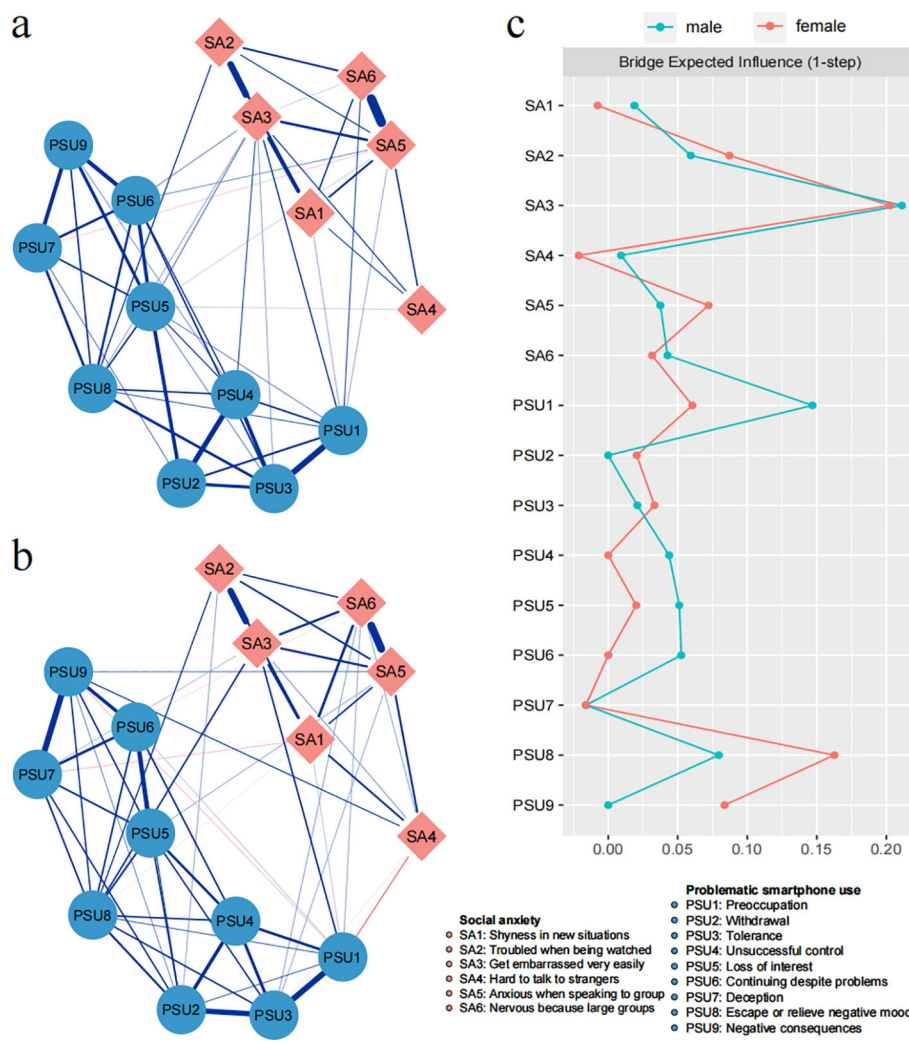 a
SA2
SA6
SA3
SA5
PSU9
PSU6
SA1
PSU7
PSU5
SA4
PSU8
PSU4
PSU1
PSU2
PSU3
b
SA2
SA6
SA3
SA5
PSU9
PSU6
SA1
PSU7
PSU5
SA4
PSU8
PSU4
PSU1
PSU2
PSU3
c
male female
Bridge Expected Influence (1-step)
SA1
SA2
SA3
SA4
SA5
SA6
PSU1
PSU2
PSU3
PSU4
PSU5
PSU6
PSU7
PSU8
PSU9
0.00 0.05 0.10 0.15 0.20
Social anxiety
SA1: Shyness in new situations
SA2: Troubled when being watched
SA3: Get embarrassed very easily
SA4: Hard to talk to strangers
SA5: Anxious when speaking to group
SA6: Nervous because large groups
Problematic smartphone use
PSU1: Preoccupation
PSU2: Withdrawal
PSU3: Tolerance
PSU4: Unsuccessful control
PSU5: Loss of interest
PSU6: Continuing despite problems
PSU7: Deception
PSU8: Escape or relieve negative mood
PSU9: Negative consequences